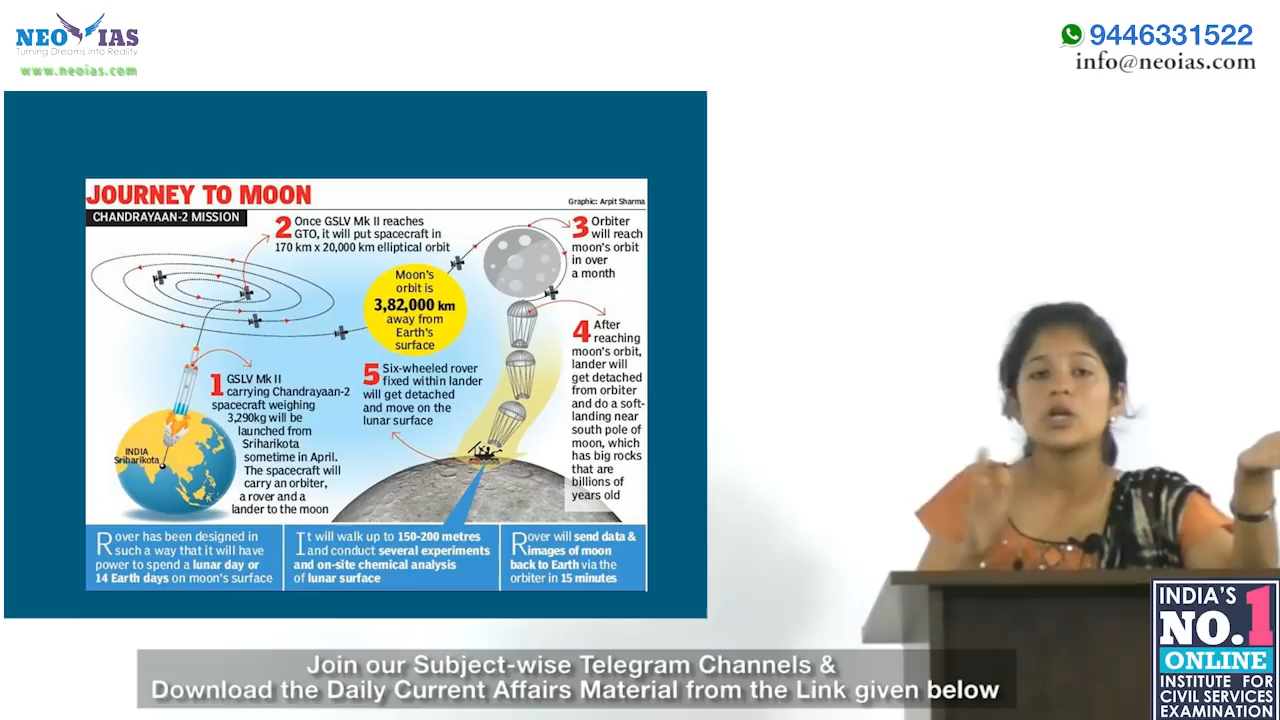 NEO IAS
Turning Dreams into Reality
www.neoias.com
9446331522
info@neoias.com
JOURNEY TO MOON
Graphic: Arpit Sharma
CHANDRAYAAN-2 MISSION
2 Once GSLV Mk II reaches
GTO, it will put spacecraft in
170 km x 20,000 km elliptical orbit
3 Orbiter
will reach
moon's orbit
in over
a month
Moon's
orbit is
3,82,000 km
away from
Earth's
surface
4 After
reaching
moon's orbit,
lander will
get detached
from orbiter
and do a soft-
landing near
south pole of
moon, which
has big rocks
that are
billions of
years old
5 Six-wheeled rover
fixed within lander
will get detached
and move on the
lunar surface
1 GSLV Mk II
carrying Chandrayaan-2
spacecraft weighing
3,290kg will be
launched from
Sriharikota
sometime in April.
The spacecraft will
carry an orbiter,
a rover and a
lander to the moon
INDIA
Sriharikota
Rover has been designed in
such a way that it will have
power to spend a lunar day or
14 Earth days on moon's surface
It will walk up to 150-200 metres
and conduct several experiments
and on-site chemical analysis
of lunar surface
Rover will send data &
images of moon
back to Earth via the
orbiter in 15 minutes
INDIA'S
NO.1
ONLINE
INSTITUTE FOR
CIVIL SERVICES
EXAMINATION
Join our Subject-wise Telegram Channels &
Download the Daily Current Affairs Material from the Link given below